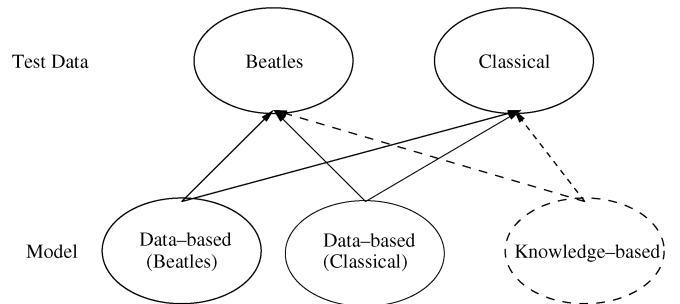 Test Data
Beatles
Classical
Model
Data–based
(Beatles)
Data–based
(Classical)
Knowledge–based